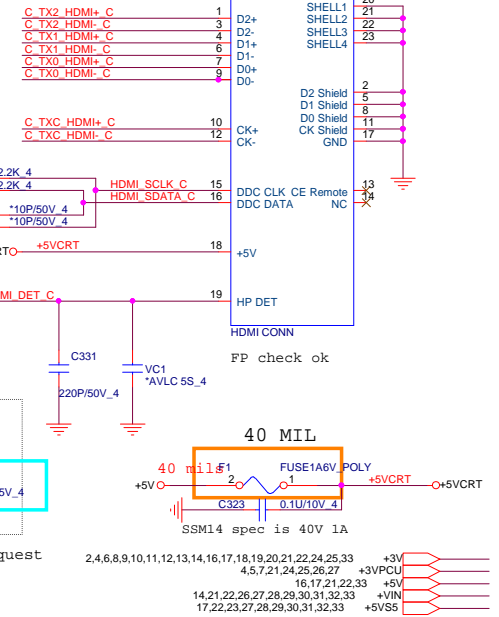 SHELL1
C_TX2_HDMI+_C 1 D2+ SHELL2 21
C_TX2_HDMI-_C 3 D2- SHELL3 22
C_TX1_HDMI+_C 4 D1+ SHELL4 23
C_TX1_HDMI-_C 6 D1-
C_TX0_HDMI+_C 7 D0+
C_TX0_HDMI-_C 9 D0-
D2 Shield 2
D1 Shield 5
D0 Shield 8
C_TXC_HDMI+_C 10 CK+ CK Shield 11
C_TXC_HDMI-_C 12 CK- GND 17
2.2K_4
2.2K_4 HDMI_SCLK_C 15 DDC CLK CE Remote 13
HDMI_SDATA_C 16 DDC DATA NC 14
*10P/50V_4
*10P/50V_4
RT +5VCRT 18 +5V
MI_DET_C 19 HP DET
HDMI CONN
FP check ok
C331
VC1
*AVLC 5S_4
220P/50V_4
40 MIL
40 mils F1 FUSE1A6V_POLY
+5V 2 1 +5VCRT +5VCRT
5V_4
C323 0.1U/10V_4
SSM14 spec is 40V 1A
quest
2,4,6,8,9,10,11,12,13,14,16,17,18,19,20,21,22,24,25,33 +3V
4,5,7,21,24,25,26,27 +3VPCU
16,17,21,22,33 +5V
14,21,22,26,27,28,29,30,31,32,33 +VIN
17,22,23,27,28,29,30,31,32,33 +5VS5